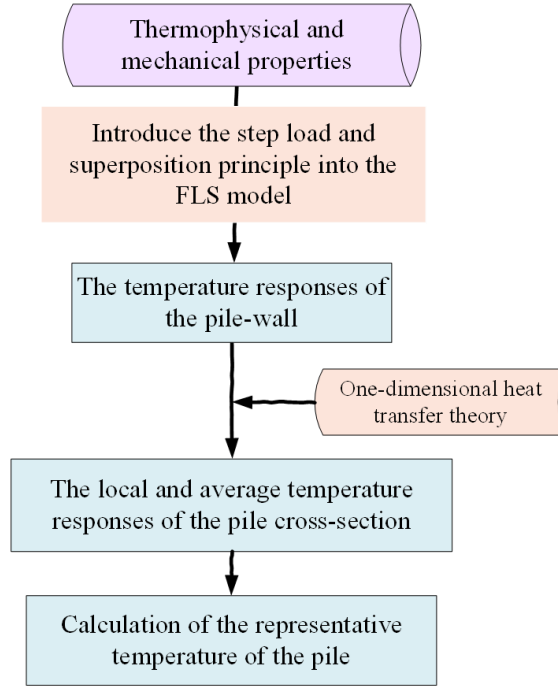 Thermophysical and
mechanical properties
Introduce the step load and
superposition principle into the
FLS model
The temperature responses of
the pile-wall
One-dimensional heat
transfer theory
The local and average temperature
responses of the pile cross-section
Calculation of the representative
temperature of the pile